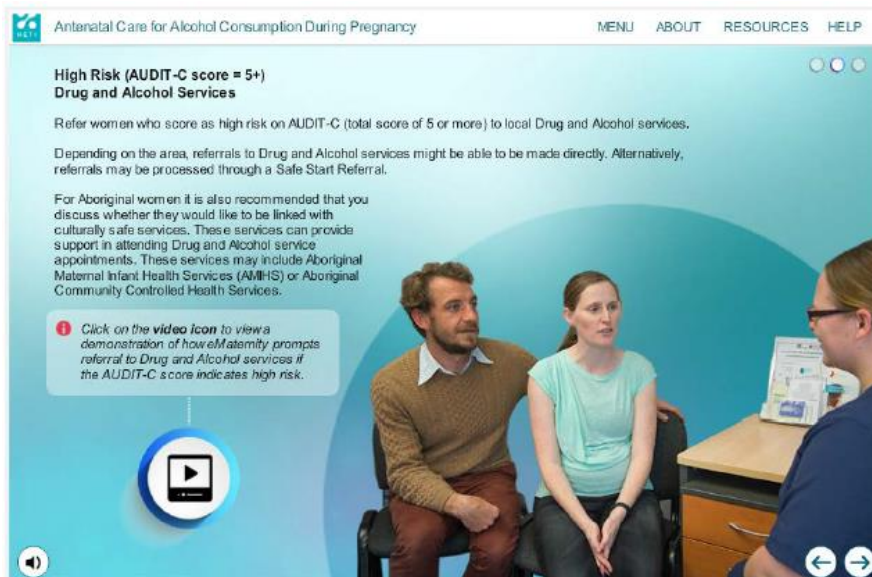 HETI
Antenatal Care for Alcohol Consumption During Pregnancy
MENU ABOUT RESOURCES HELP
High Risk (AUDIT-C score = 5+)
Drug and Alcohol Services
Refer women who score as high risk on AUDIT-C (total score of 5 or more) to local Drug and Alcohol services.
Depending on the area, referrals to Drug and Alcohol services might be able to be made directly. Alternatively,
referrals may be processed through a Safe Start Referral.
For Aboriginal women it is also recommended that you
discuss whether they would like to be linked with
culturally safe services. These services can provide
support in attending Drug and Alcohol service
appointments. These services may include Aboriginal
Maternal Infant Health Services (AMIHS) or Aboriginal
Community Controlled Health Services.
Click on the video icon to view a
demonstration of howeMaternity prompts
referral to Drug and Alcohol services if
the AUDIT-C score indicates high risk.